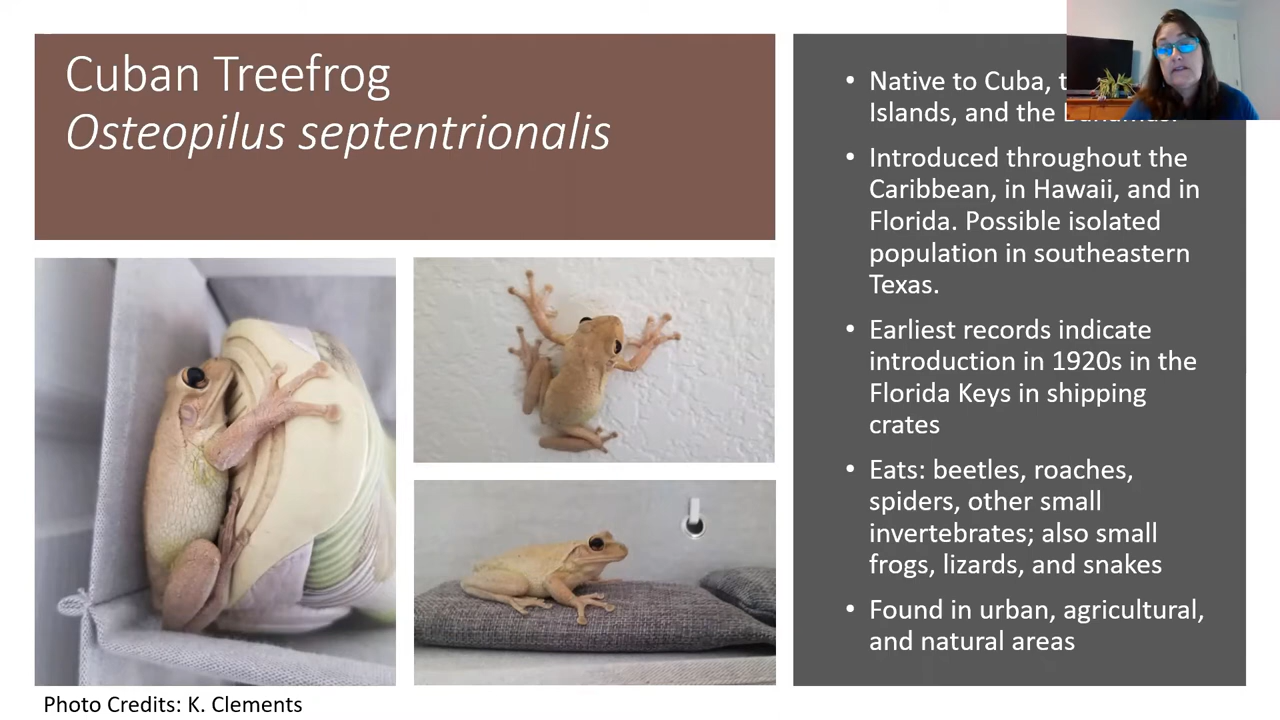 Cuban Treefrog
Osteopilus septentrionalis
• Native to Cuba,
Islands, and the
• Introduced throughout the
Caribbean, in Hawaii, and in
Florida. Possible isolated
population in southeastern
Texas.
• Earliest records indicate
introduction in 1920s in the
Florida Keys in shipping
crates
• Eats: beetles, roaches,
spiders, other small
invertebrates; also small
frogs, lizards, and snakes
• Found in urban, agricultural,
and natural areas
Photo Credits: K. Clements